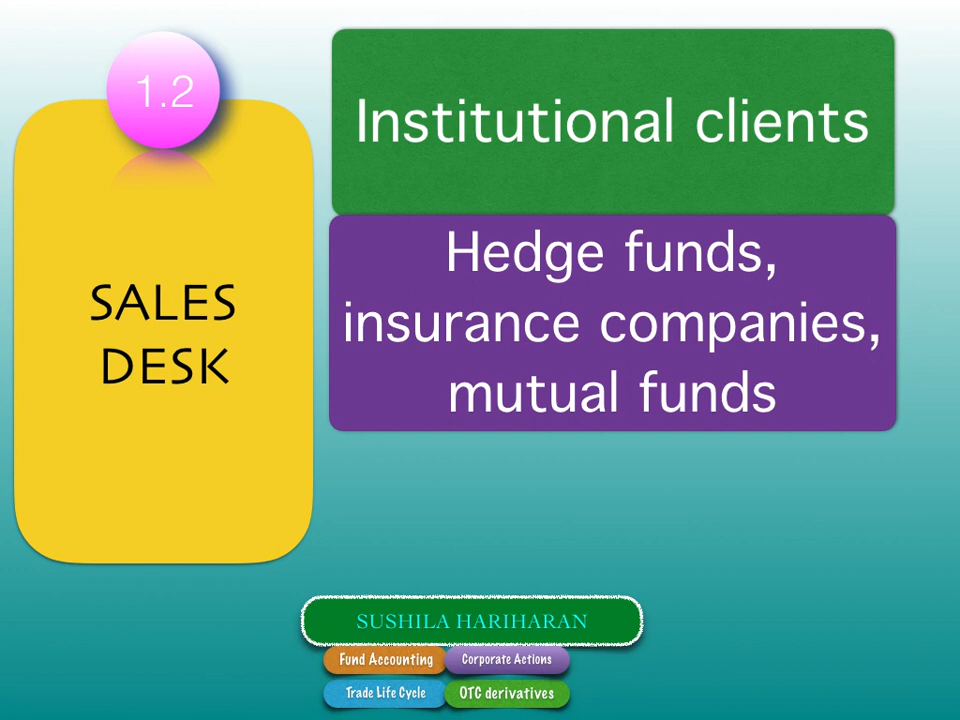 1.2
SALES
DESK
Institutional clients
Hedge funds,
insurance companies,
mutual funds
SUSHILA HARIHARAN
Fund Accounting
Corporate Actions
Trade Life Cycle
OTC derivatives